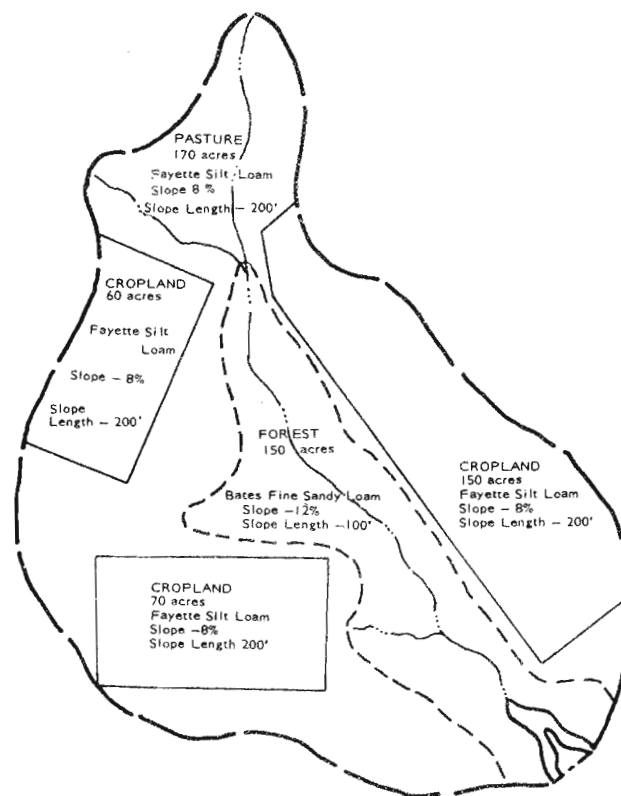 PASTURE
170 acres
Fayette Silt Loam
Slope 8 %
Slope Length – 200'
CROPLAND
60 acres
Fayette Silt
Loam
Slope – 8%
Slope
Length – 200'
FOREST
150 acres
Bates Fine Sandy Loam
Slope –12%
Slope Length –100'
CROPLAND
150 acres
Fayette Silt Loam
Slope –8%
Slope Length – 200'
CROPLAND
70 acres
Fayette Silt Loam
Slope –8%
Slope Length 200'